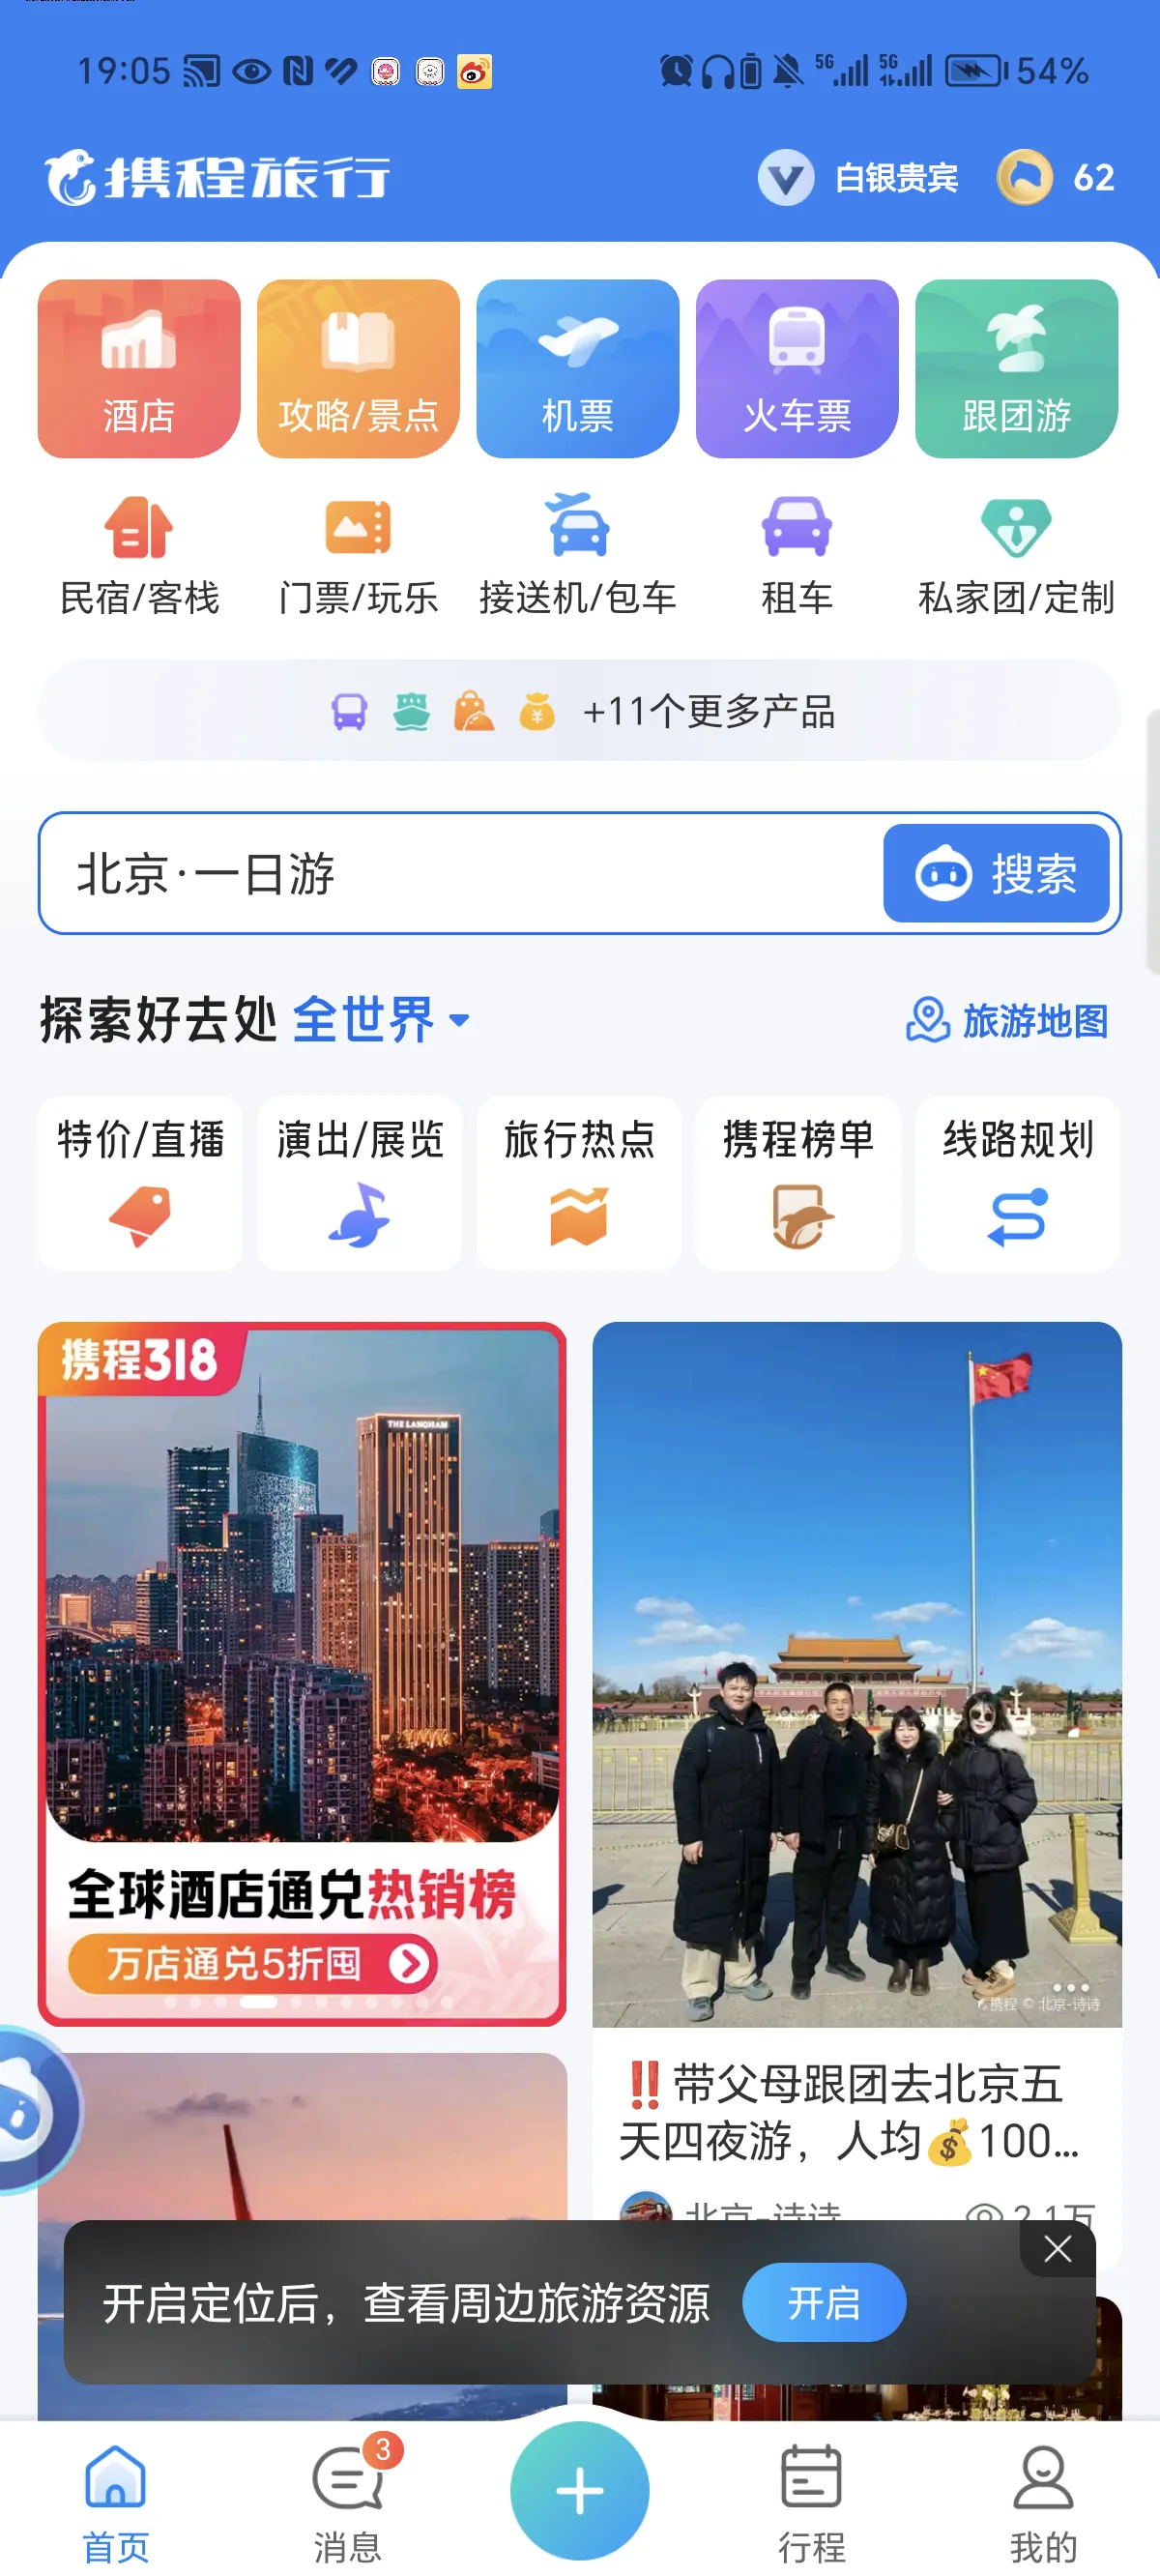 19:05
5G
5G
54%
携程旅行
白银贵宾
62
酒店
攻略/景点
机票
火车票
跟团游
民宿/客栈
门票/玩乐
接送机/包车
租车
私家团/定制
+11个更多产品
北京·一日游
搜索
探索好去处 全世界
旅游地图
特价/直播
演出/展览
旅行热点
携程榜单
线路规划
携程318
THE LANGHAM
全球酒店通兑热销榜
万店通兑5折囤
携程 © 北京-诗诗
‼️带父母跟团去北京五
天四夜游，人均💰100...
北京-诗诗
2.1万
开启定位后，查看周边旅游资源
开启
首页
3
消息
行程
我的